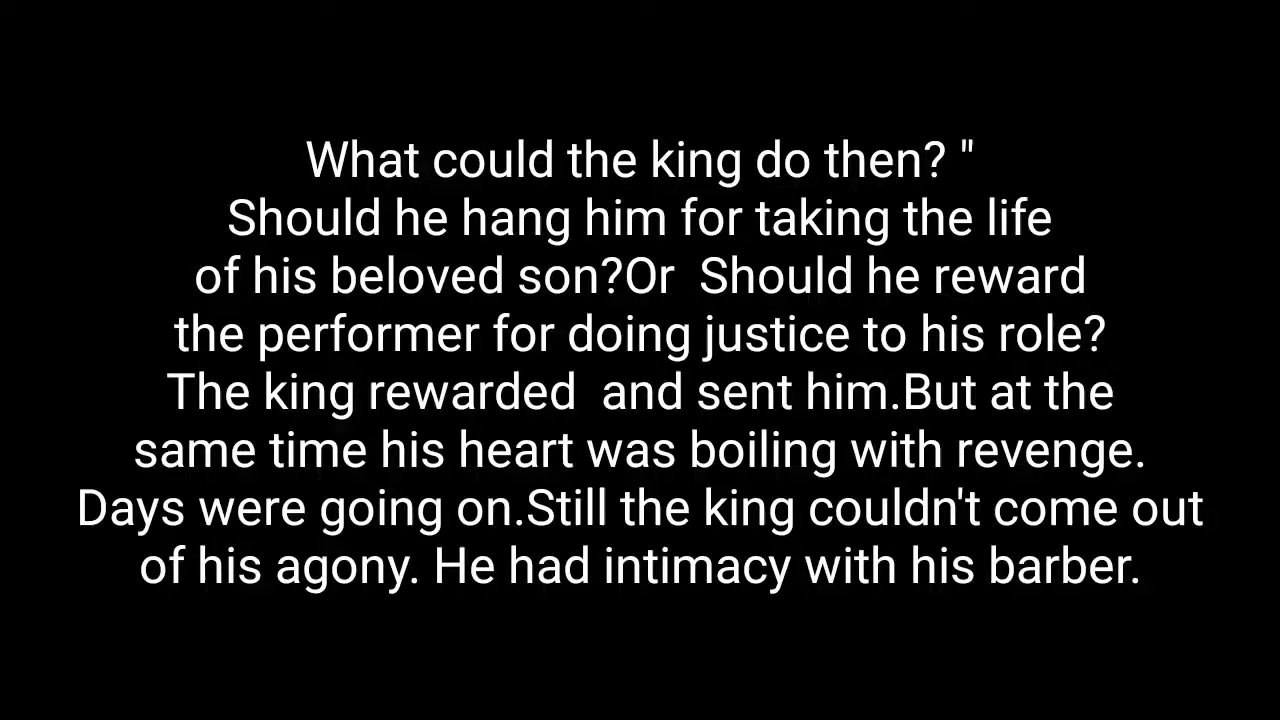 What could the king do then? "
Should he hang him for taking the life
of his beloved son?Or  Should he reward
the performer for doing justice to his role?
The king rewarded  and sent him.But at the
same time his heart was boiling with revenge.
Days were going on.Still the king couldn't come out
of his agony. He had intimacy with his barber.